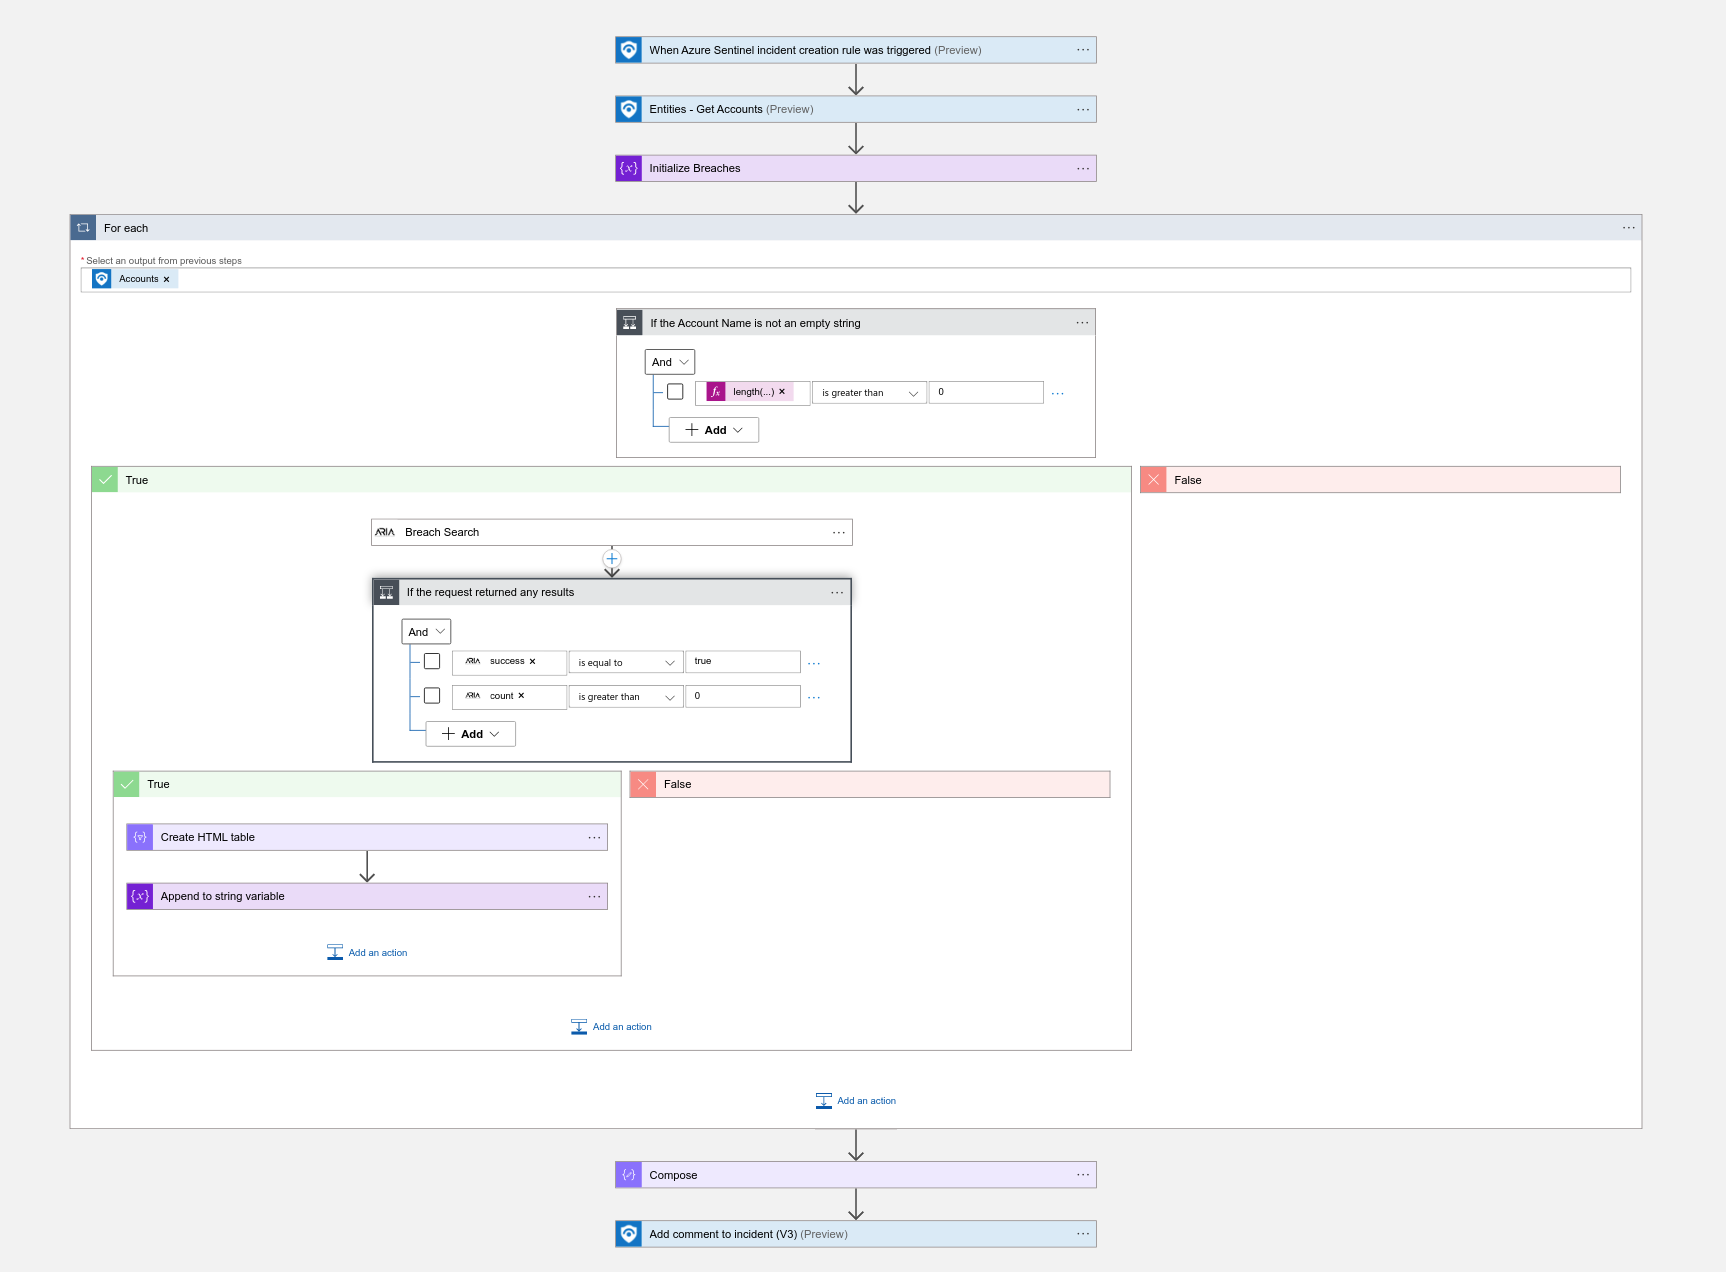 When Azure Sentinel incident creation rule was triggered (Preview)
Entities - Get Accounts (Preview)
{x} Initialize Breaches
For each
* Select an output from previous steps
Accounts ×
If the Account Name is not an empty string
And
fx length(...) × is greater than 0
+ Add
True
False
ARIA Breach Search
If the request returned any results
And
ARIA success × is equal to true
ARIA count × is greater than 0
+ Add
True
False
Create HTML table
{x} Append to string variable
Add an action
Add an action
Add an action
Compose
Add comment to incident (V3) (Preview)